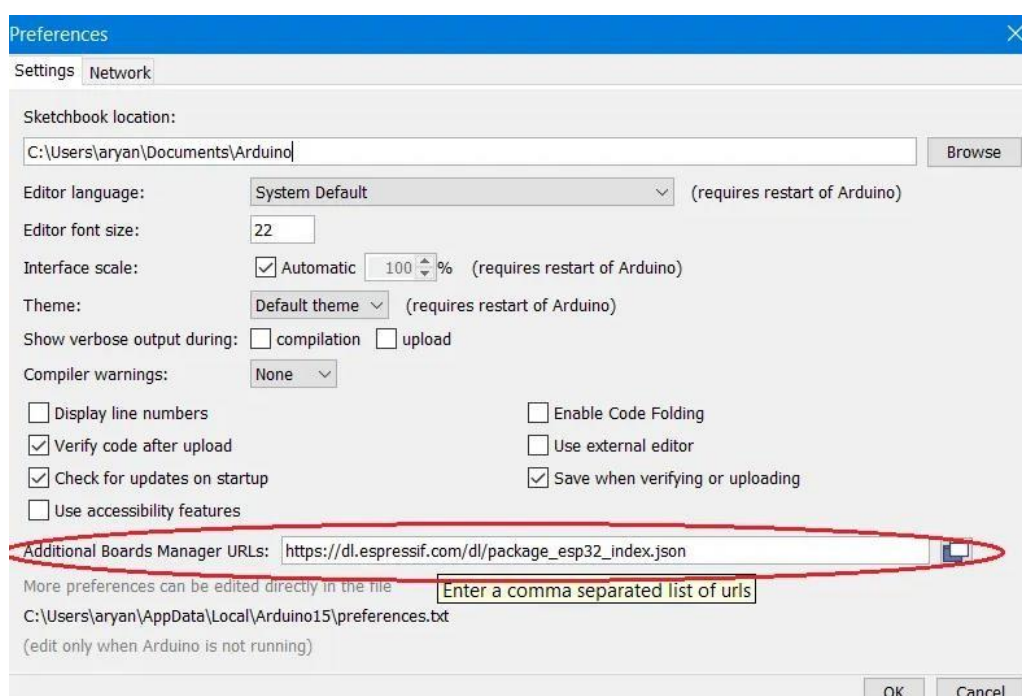 Preferences
Settings Network
Sketchbook location:
C:\Users\aryan\Documents\Arduino Browse
Editor language: System Default (requires restart of Arduino)
Editor font size: 22
Interface scale: Automatic 100 % (requires restart of Arduino)
Theme: Default theme (requires restart of Arduino)
Show verbose output during: compilation upload
Compiler warnings: None
Display line numbers Enable Code Folding
Verify code after upload Use external editor
Check for updates on startup Save when verifying or uploading
Use accessibility features
Additional Boards Manager URLs: https://dl.espressif.com/dl/package_esp32_index.json
More preferences can be edited directly in the file
Enter a comma separated list of urls
C:\Users\aryan\AppData\Local\Arduino15\preferences.txt
(edit only when Arduino is not running)
OK Cancel